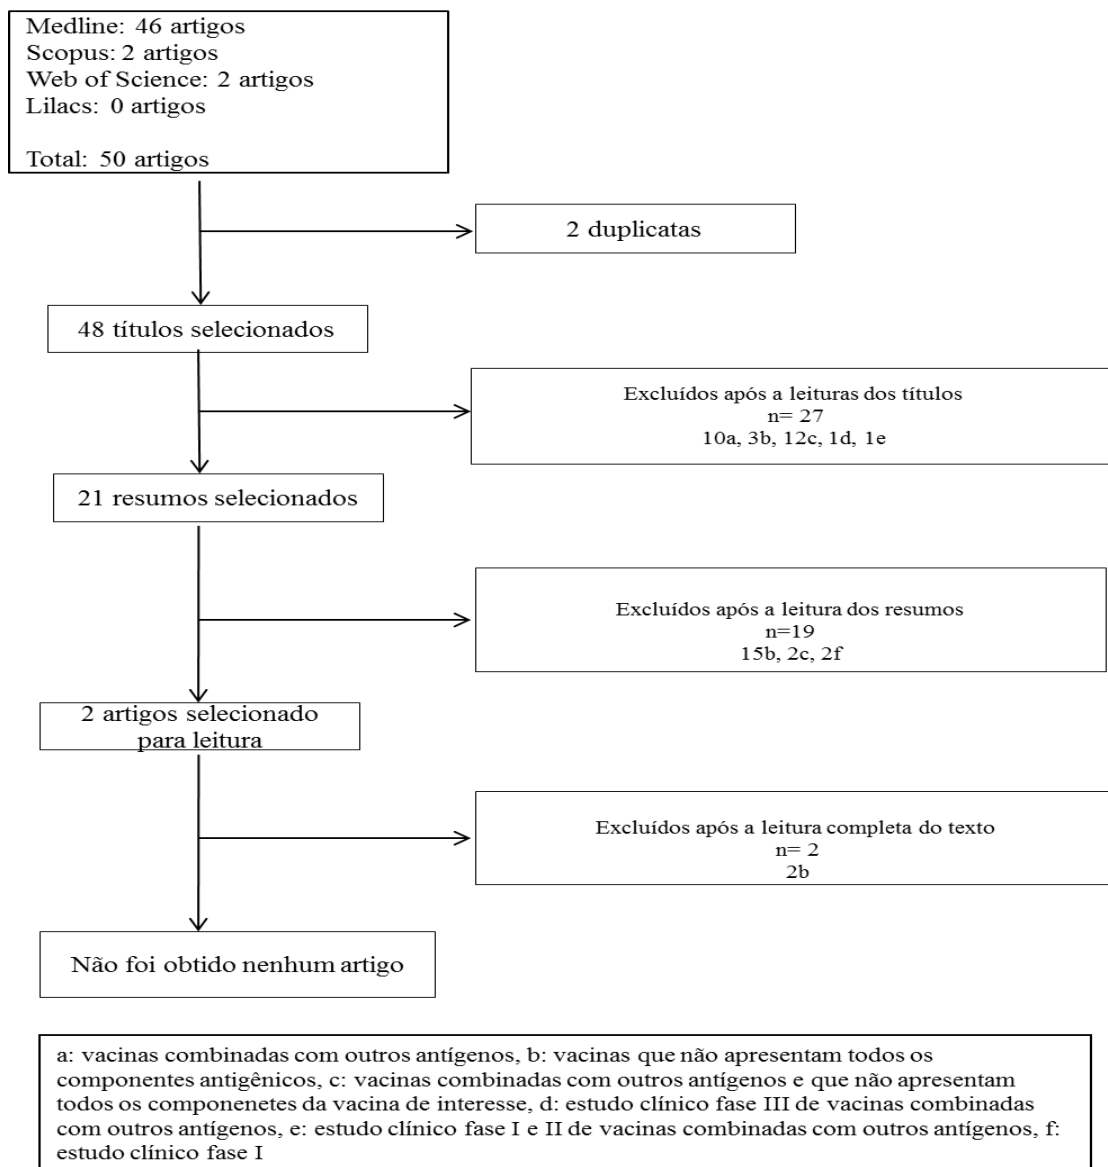 Medline: 46 artigos
Scopus: 2 artigos
Web of Science: 2 artigos
Lilacs: 0 artigos
Total: 50 artigos
2 duplicatas
48 títulos selecionados
Excluídos após a leituras dos títulos
n= 27
10a, 3b, 12c, 1d, 1e
21 resumos selecionados
Excluídos após a leitura dos resumos
n=19
15b, 2c, 2f
2 artigos selecionado
para leitura
Excluídos após a leitura completa do texto
n= 2
2b
Não foi obtido nenhum artigo
a: vacinas combinadas com outros antígenos, b: vacinas que não apresentam todos os
componentes antigênicos, c: vacinas combinadas com outros antígenos e que não apresentam
todos os componenetes da vacina de interesse, d: estudo clínico fase III de vacinas combinadas
com outros antígenos, e: estudo clínico fase I e II de vacinas combinadas com outros antígenos, f:
estudo clínico fase I